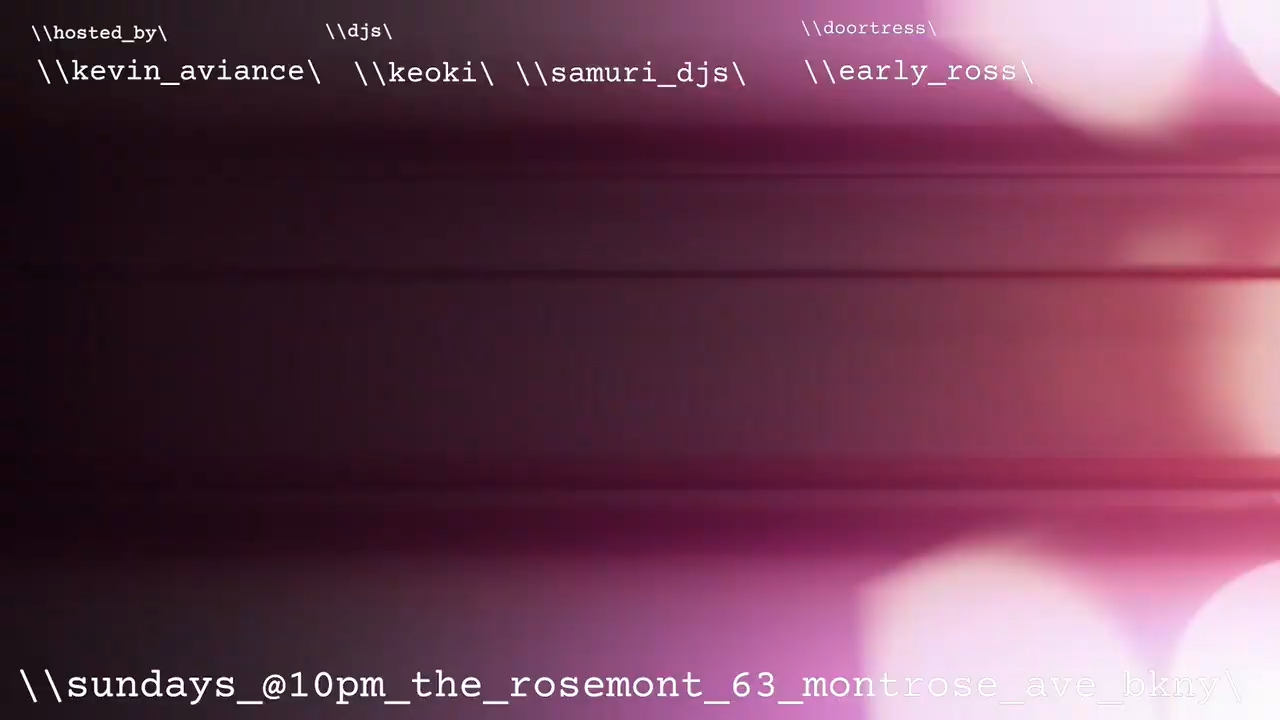 \\hosted_by\ \\djs\ \\doortress\
\\kevin_aviance\ \\keoki\ \\samuri_djs\ \\early_ross\
\\sundays_@10pm_the_rosemont_63_montrose_ave_bkny\